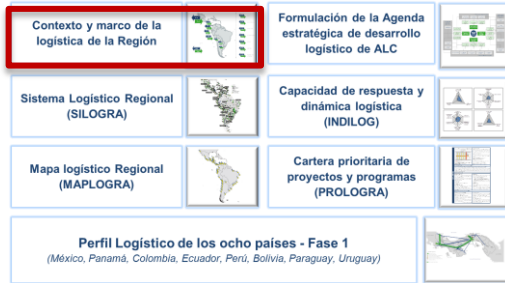 Contexto y marco de la
logística de la Región
Formulación de la Agenda
estratégica de desarrollo
logístico de ALC
Sistema Logístico Regional
(SILOGRA)
Capacidad de respuesta y
dinámica logística
(INDILOG)
Mapa logístico Regional
(MAPLOGRA)
Cartera prioritaria de
proyectos y programas
(PROLOGRA)
Perfil Logístico de los ocho países - Fase 1
(México, Panamá, Colombia, Ecuador, Perú, Bolivia, Paraguay, Uruguay)